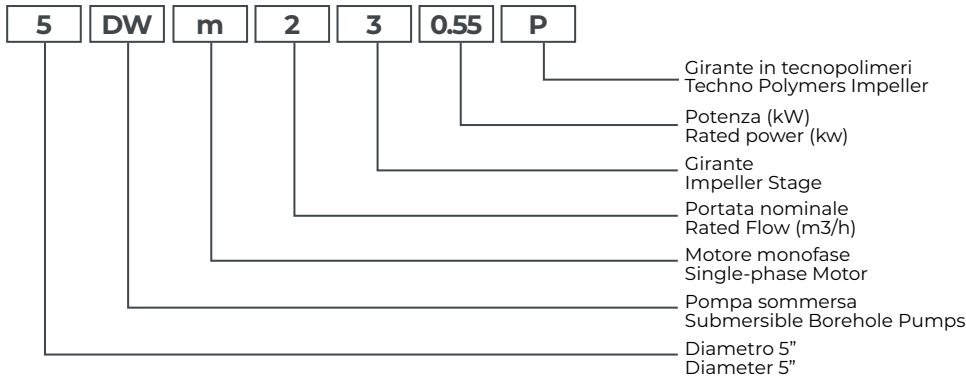 5 DW m 2 3 0.55 P
Girante in tecnopolimeri
Techno Polymers Impeller
Potenza (kW)
Rated power (kw)
Girante
Impeller Stage
Portata nominale
Rated Flow (m3/h)
Motore monofase
Single-phase Motor
Pompa sommersa
Submersible Borehole Pumps
Diametro 5”
Diameter 5”